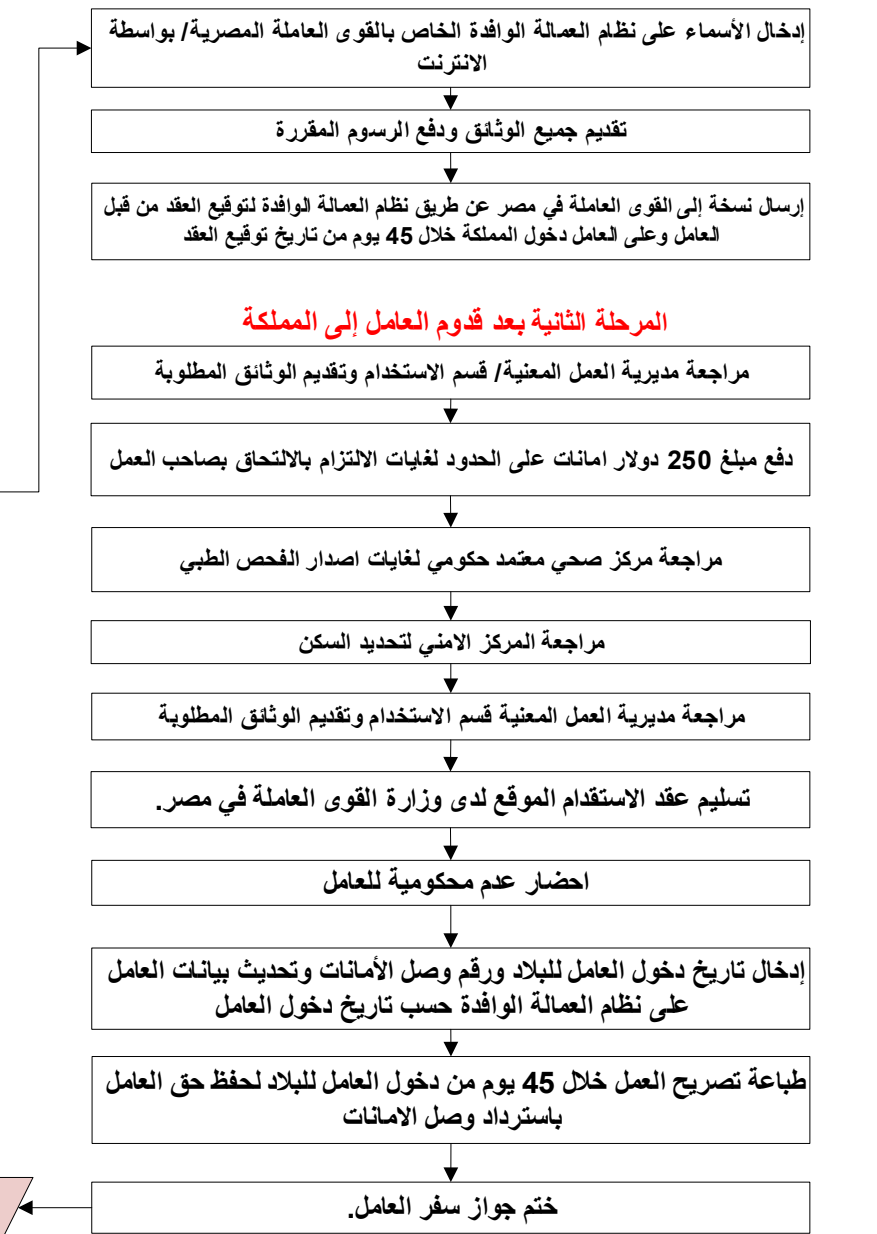 إدخال الأسماء على نظام العمالة الوافدة الخاص بالقوى العاملة المصرية/ بواسطة
الانترنت
تقديم جميع الوثائق ودفع الرسوم المقررة
إرسال نسخة إلى القوى العاملة في مصر عن طريق نظام العمالة الوافدة لتوقيع العقد من قبل
العامل وعلى العامل دخول المملكة خلال 45 يوم من تاريخ توقيع العقد
المرحلة الثانية بعد قدوم العامل إلى المملكة
مراجعة مديرية العمل المعنية/ قسم الاستخدام وتقديم الوثائق المطلوبة
دفع مبلغ 250 دولار امانات على الحدود لغايات الالتزام بالالتحاق بصاحب العمل
مراجعة مركز صحي معتمد حكومي لغايات اصدار الفحص الطبي
مراجعة المركز الامني لتحديد السكن
مراجعة مديرية العمل المعنية قسم الاستخدام وتقديم الوثائق المطلوبة
تسليم عقد الاستقدام الموقع لدى وزارة القوى العاملة في مصر.
احضار عدم محكومية للعامل
إدخال تاريخ دخول العامل للبلاد ورقم وصل الأمانات وتحديث بيانات العامل
على نظام العمالة الوافدة حسب تاريخ دخول العامل
طباعة تصريح العمل خلال 45 يوم من دخول العامل للبلاد لحفظ حق العامل
باسترداد وصل الامانات
ختم جواز سفر العامل.